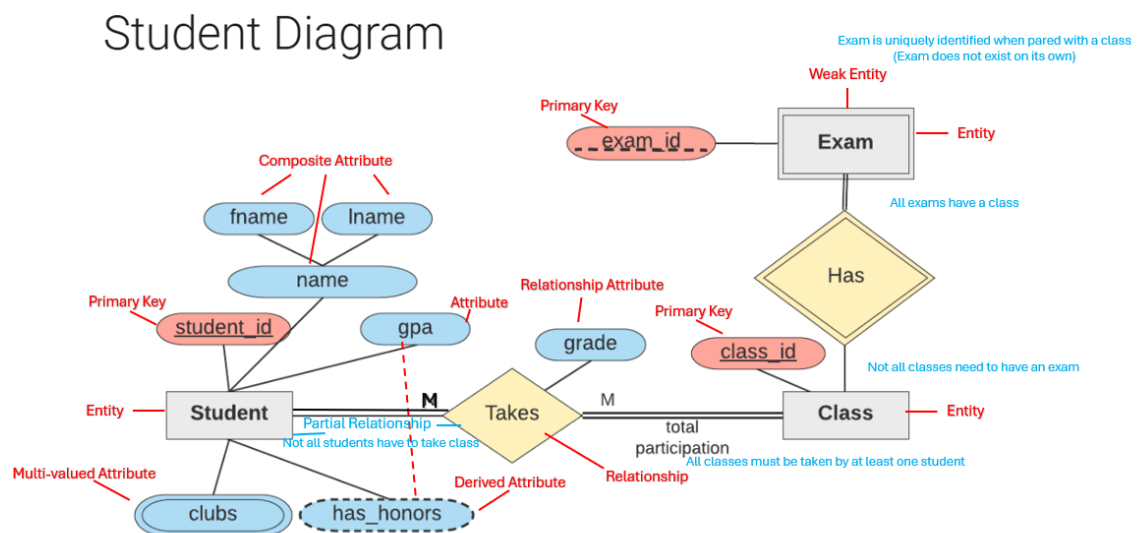 Student Diagram
Exam is uniquely identified when pared with a class
(Exam does not exist on its own)
Weak Entity
Primary Key
exam_id
Exam
Entity
Composite Attribute
fname
lname
All exams have a class
name
Has
Relationship Attribute
Primary Key
Attribute
student_id
gpa
Primary Key
grade
class_id
Not all classes need to have an exam
Entity
Student
M
Takes
M
Class
Entity
Partial Relationship
Not all students have to take class
total
participation
All classes must be taken by at least one student
Relationship
Multi-valued Attribute
Derived Attribute
clubs
has_honors